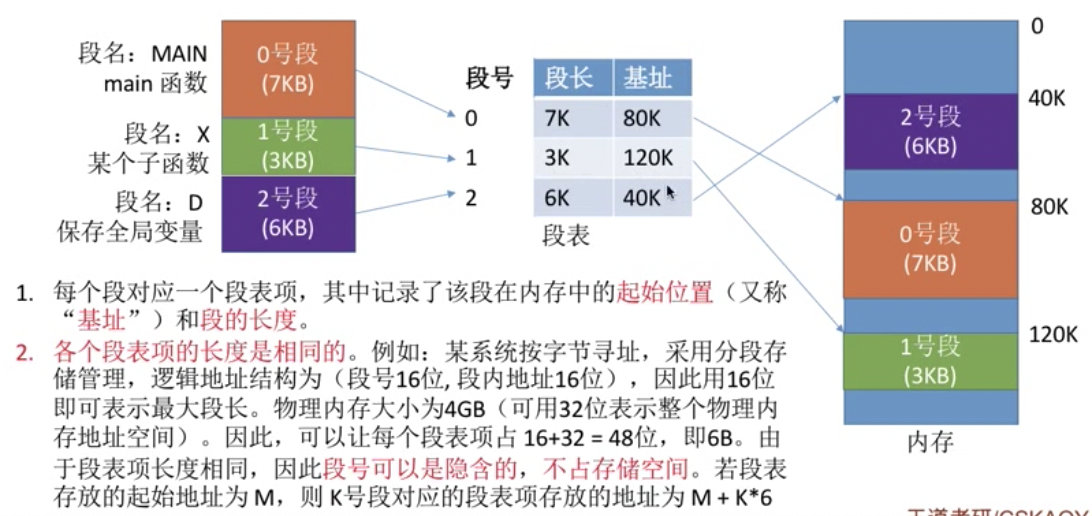 段名：MAIN
main 函数
0号段
(7KB)
段名：X
某个子函数
1号段
(3KB)
段名：D
保存全局变量
2号段
(6KB)
段号 段长 基址
0 7K 80K
1 3K 120K
2 6K 40K
段表
0
40K
2号段
(6KB)
80K
0号段
(7KB)
120K
1号段
(3KB)
内存
1. 每个段对应一个段表项，其中记录了该段在内存中的起始位置（又称
“基址”）和段的长度。
2. 各个段表项的长度是相同的。例如：某系统按字节寻址，采用分段存
储管理，逻辑地址结构为（段号16位, 段内地址16位），因此用16位
即可表示最大段长。物理内存大小为4GB（可用32位表示整个物理内
存地址空间）。因此，可以让每个段表项占 16+32 = 48位，即6B。由
于段表项长度相同，因此段号可以是隐含的，不占存储空间。若段表
存放的起始地址为 M，则 K号段对应的段表项存放的地址为 M + K*6